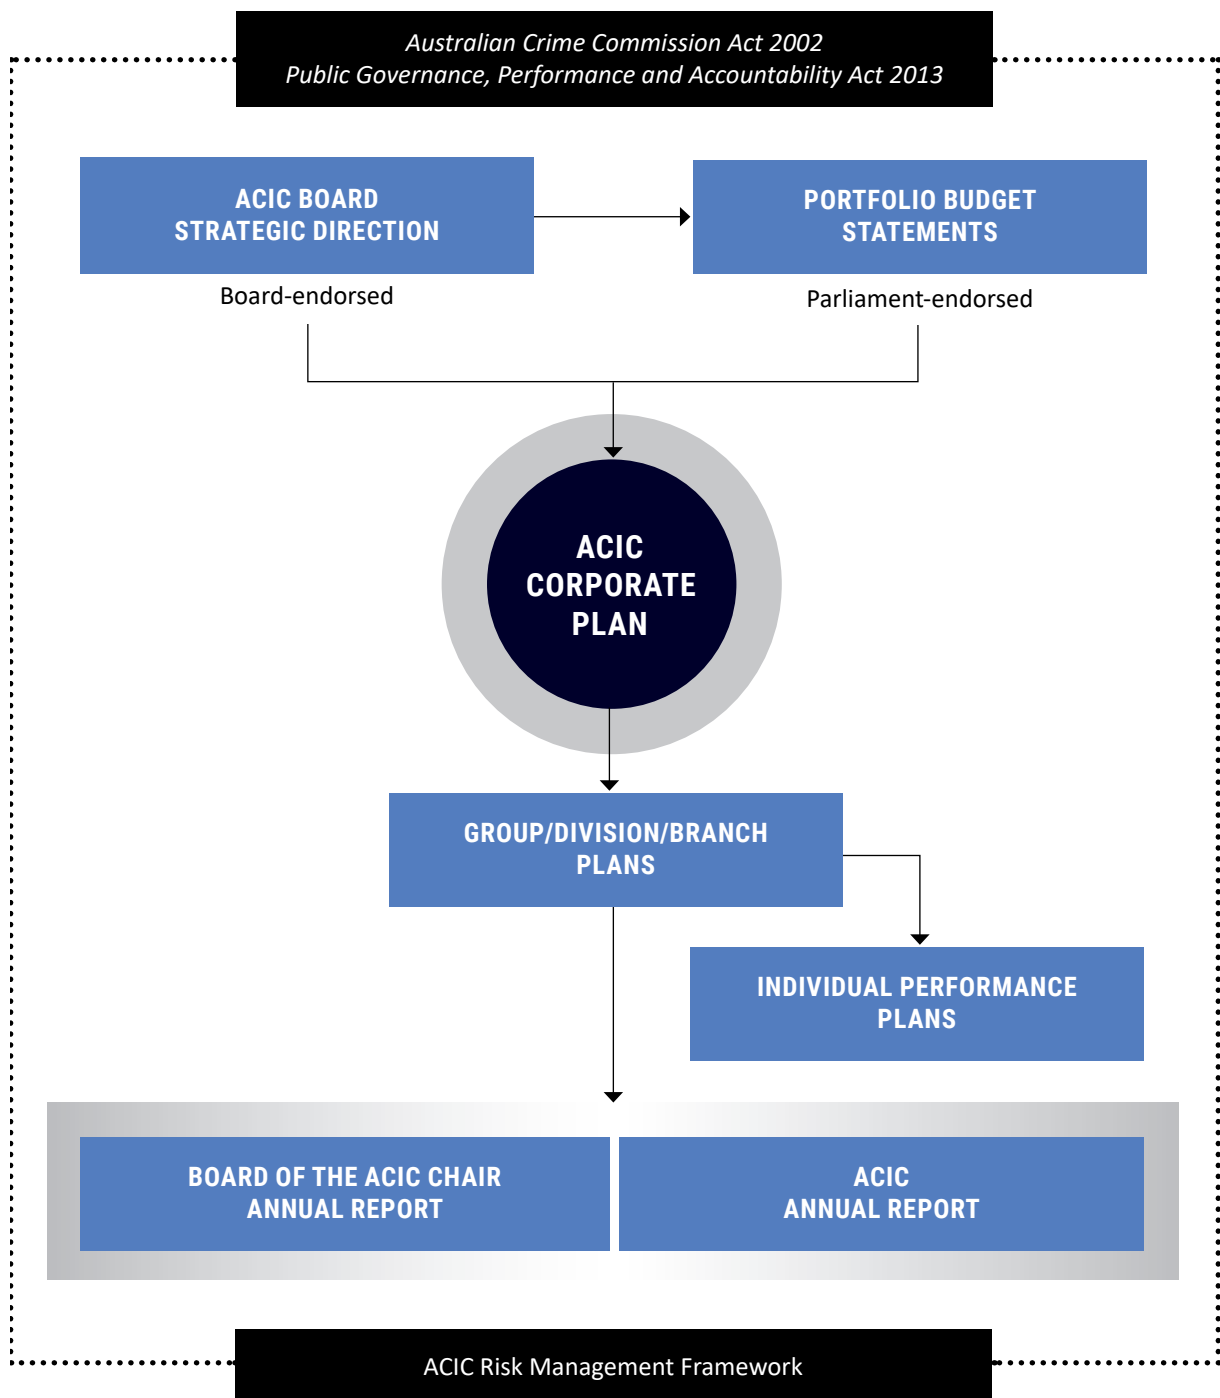 Australian Crime Commission Act 2002
Public Governance, Performance and Accountability Act 2013
ACIC BOARD
STRATEGIC DIRECTION
PORTFOLIO BUDGET
STATEMENTS
Board-endorsed
Parliament-endorsed
ACIC
CORPORATE
PLAN
GROUP/DIVISION/BRANCH
PLANS
INDIVIDUAL PERFORMANCE
PLANS
BOARD OF THE ACIC CHAIR
ANNUAL REPORT
ACIC
ANNUAL REPORT
ACIC Risk Management Framework